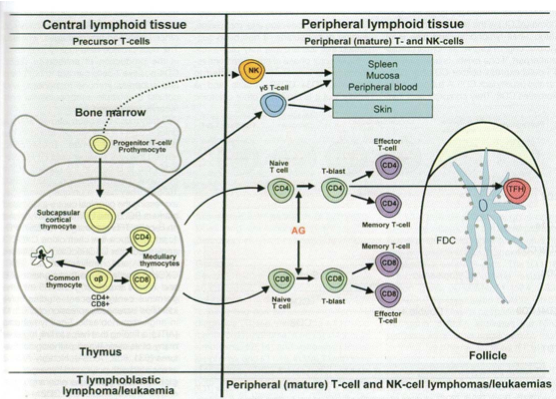 Central lymphoid tissue
Peripheral lymphoid tissue
Precursor T-cells
Peripheral (mature) T- and NK-cells
NK
γδ T-cell
Spleen
Mucosa
Peripheral blood
Skin
Bone marrow
Progenitor T-cell/
Prothymocyte
Subcapsular
cortical
thymocyte
CD4
Medullary
thymocytes
Common
thymocyte
αβ
CD8
CD4+
CD8+
Thymus
Naive
T cell
CD4
T-blast
CD4
Effector
T-cell
CD4
CD4
Memory T-cell
AG
Memory T-cell
CD8
CD8
Naive
T cell
T-blast
CD8
CD8
Effector
T-cell
TFH
FDC
Follicle
T lymphoblastic
lymphoma/leukaemia
Peripheral (mature) T-cell and NK-cell lymphomas/leukaemias